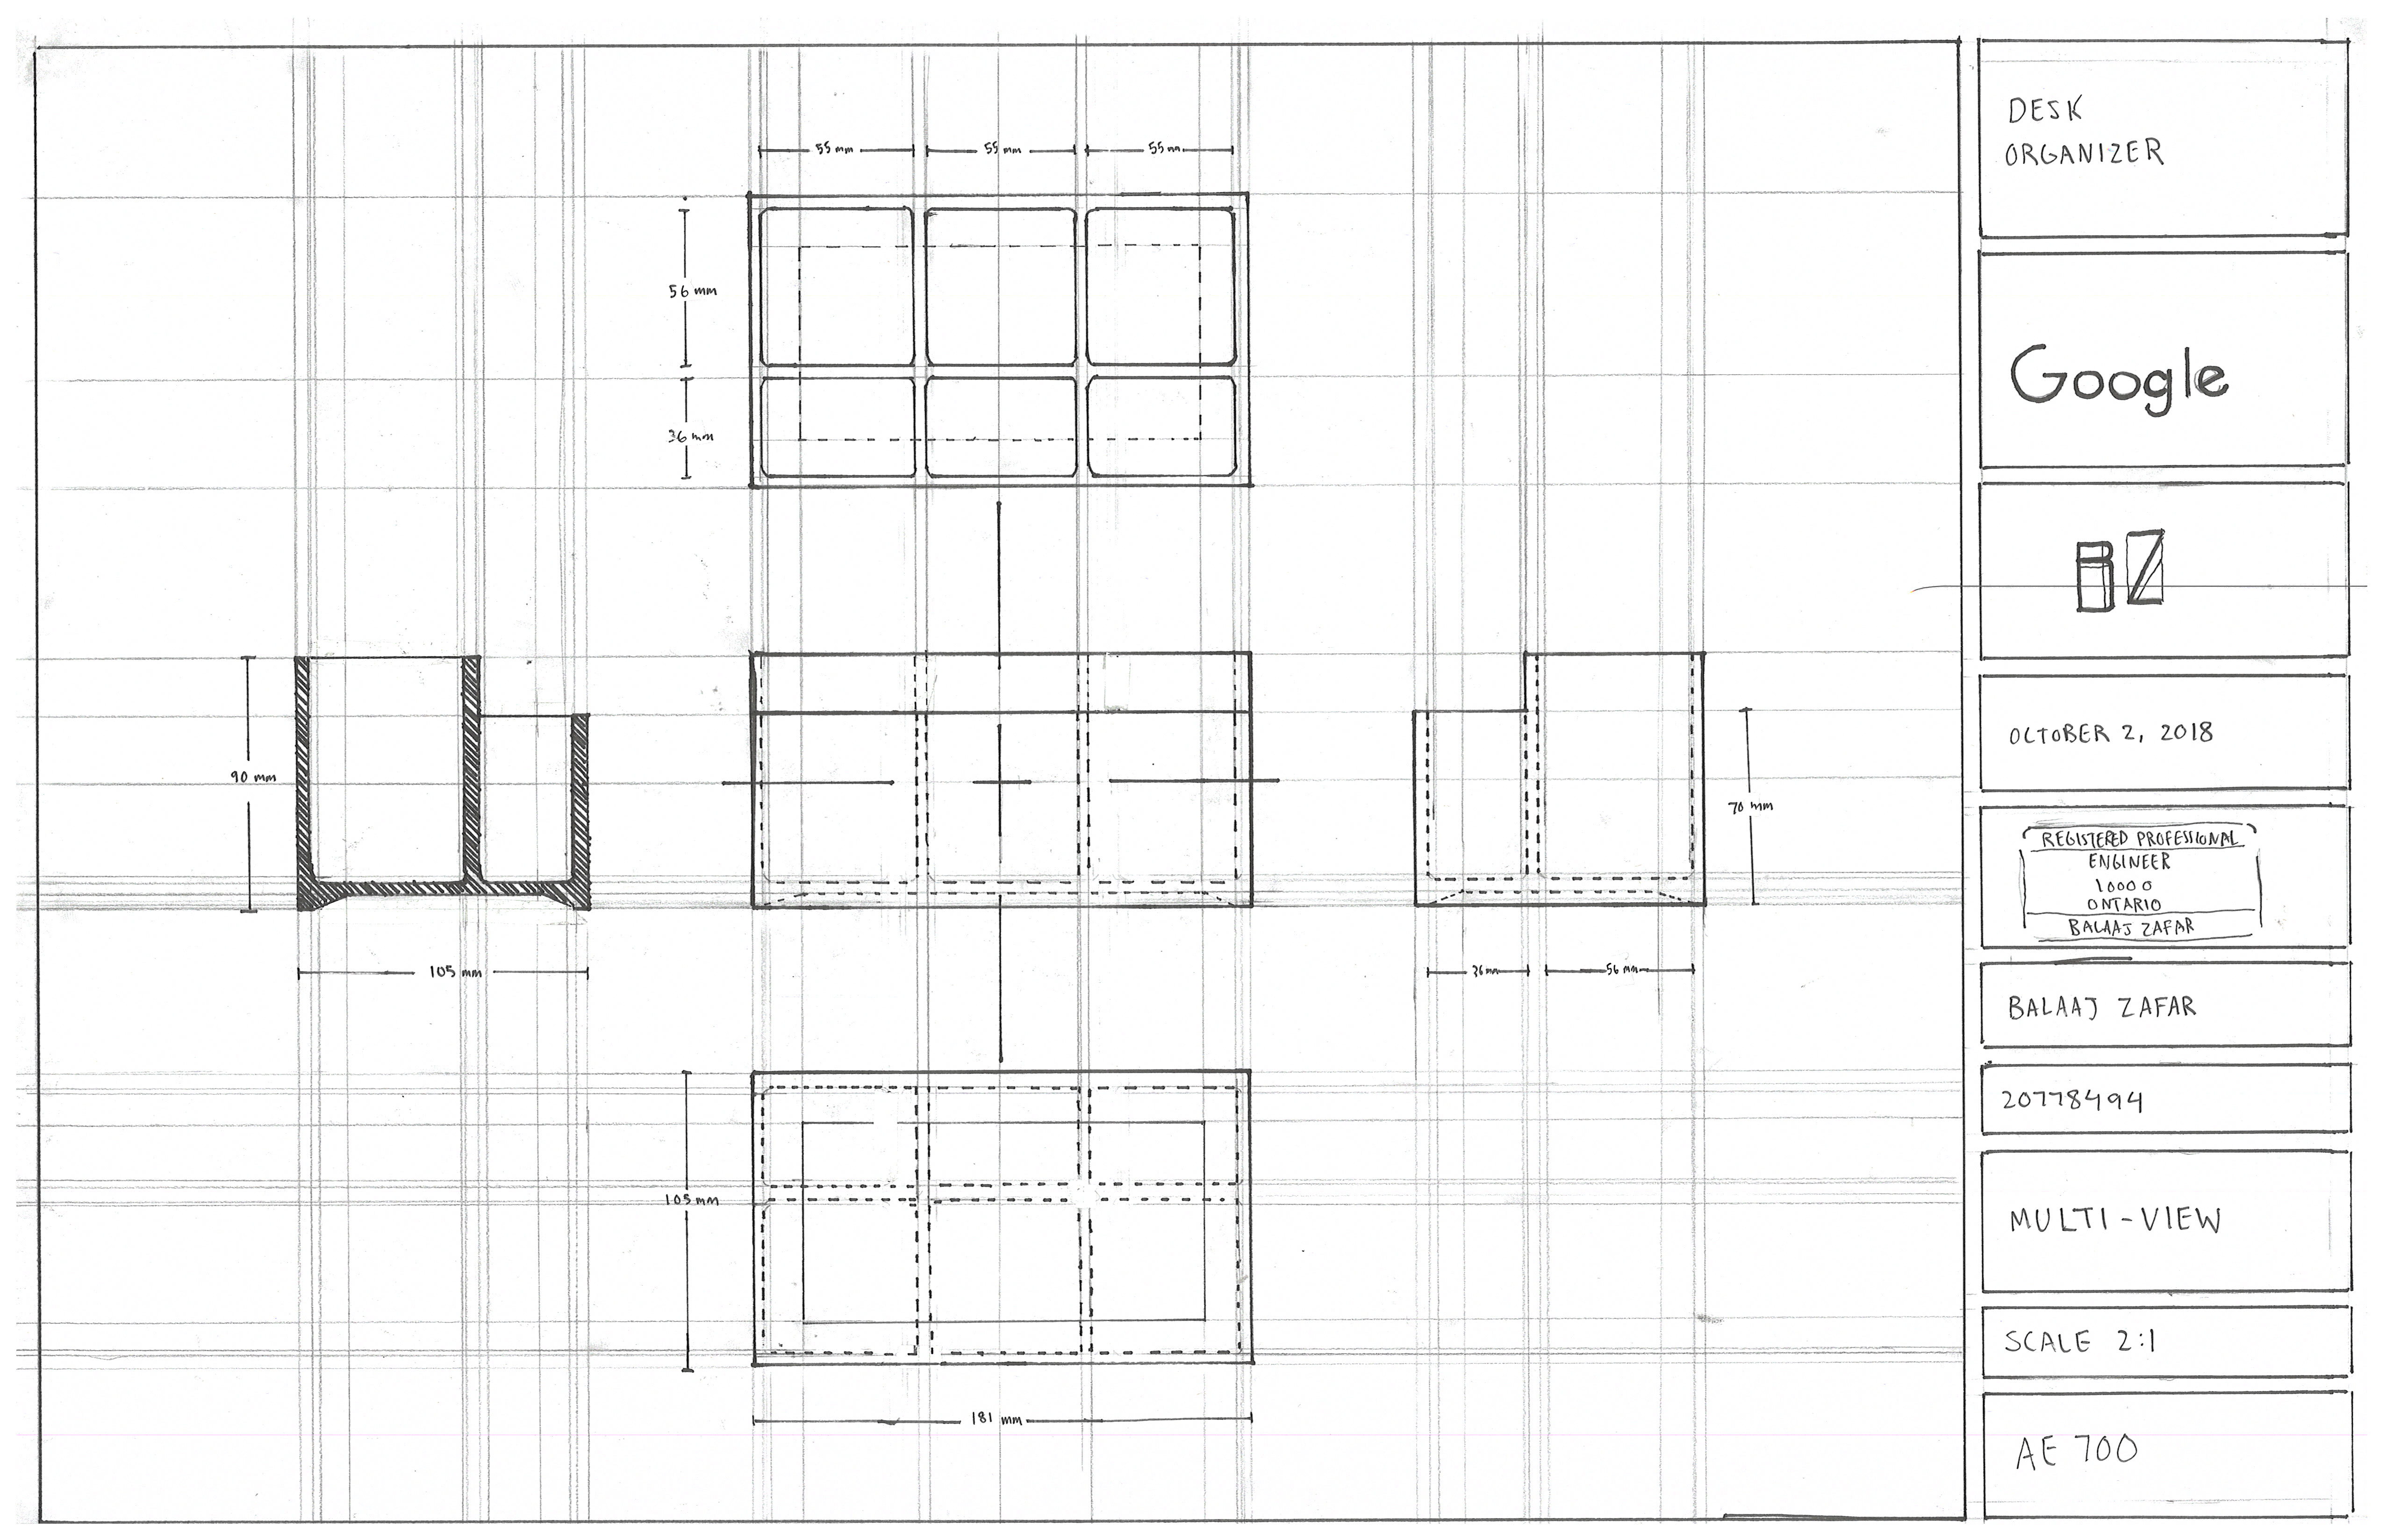 55 mm
55 mm
55 mm
56 mm
36 mm
90 mm
70 mm
105 mm
36 mm
56 mm
105 mm
181 mm
DESK
ORGANIZER
Google
BZ
OCTOBER 2, 2018
REGISTERED PROFESSIONAL
ENGINEER
10000
ONTARIO
BALAAJ ZAFAR
BALAAJ ZAFAR
20778494
MULTI-VIEW
SCALE 2:1
AE 700